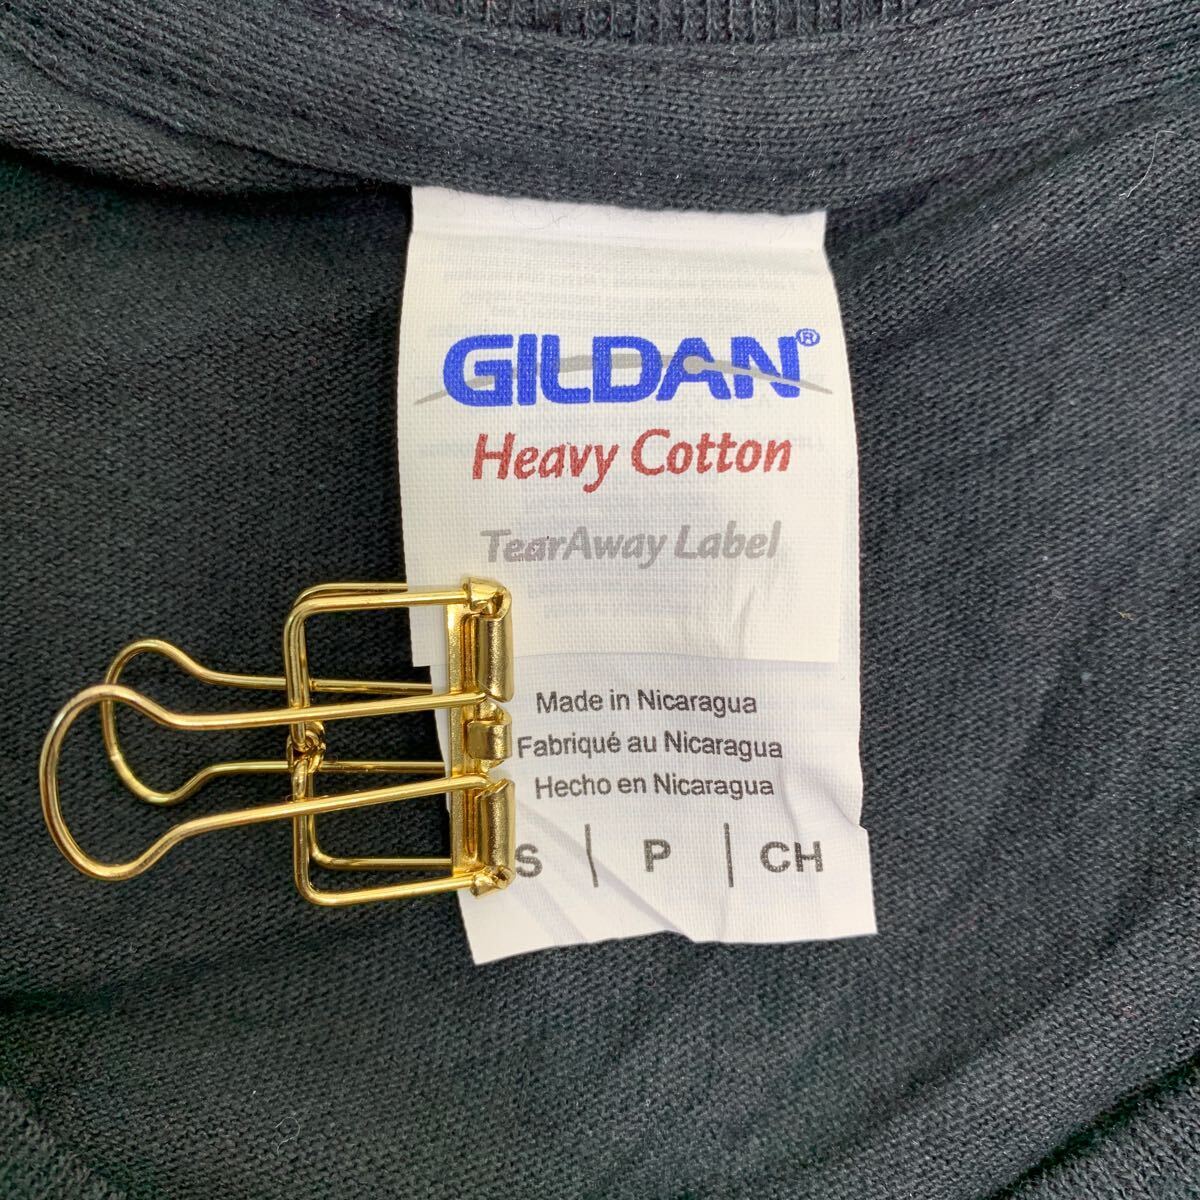 GILDAN®
Heavy Cotton
TearAway Label
Made in Nicaragua
Fabriqué au Nicaragua
Hecho en Nicaragua
S | P | CH